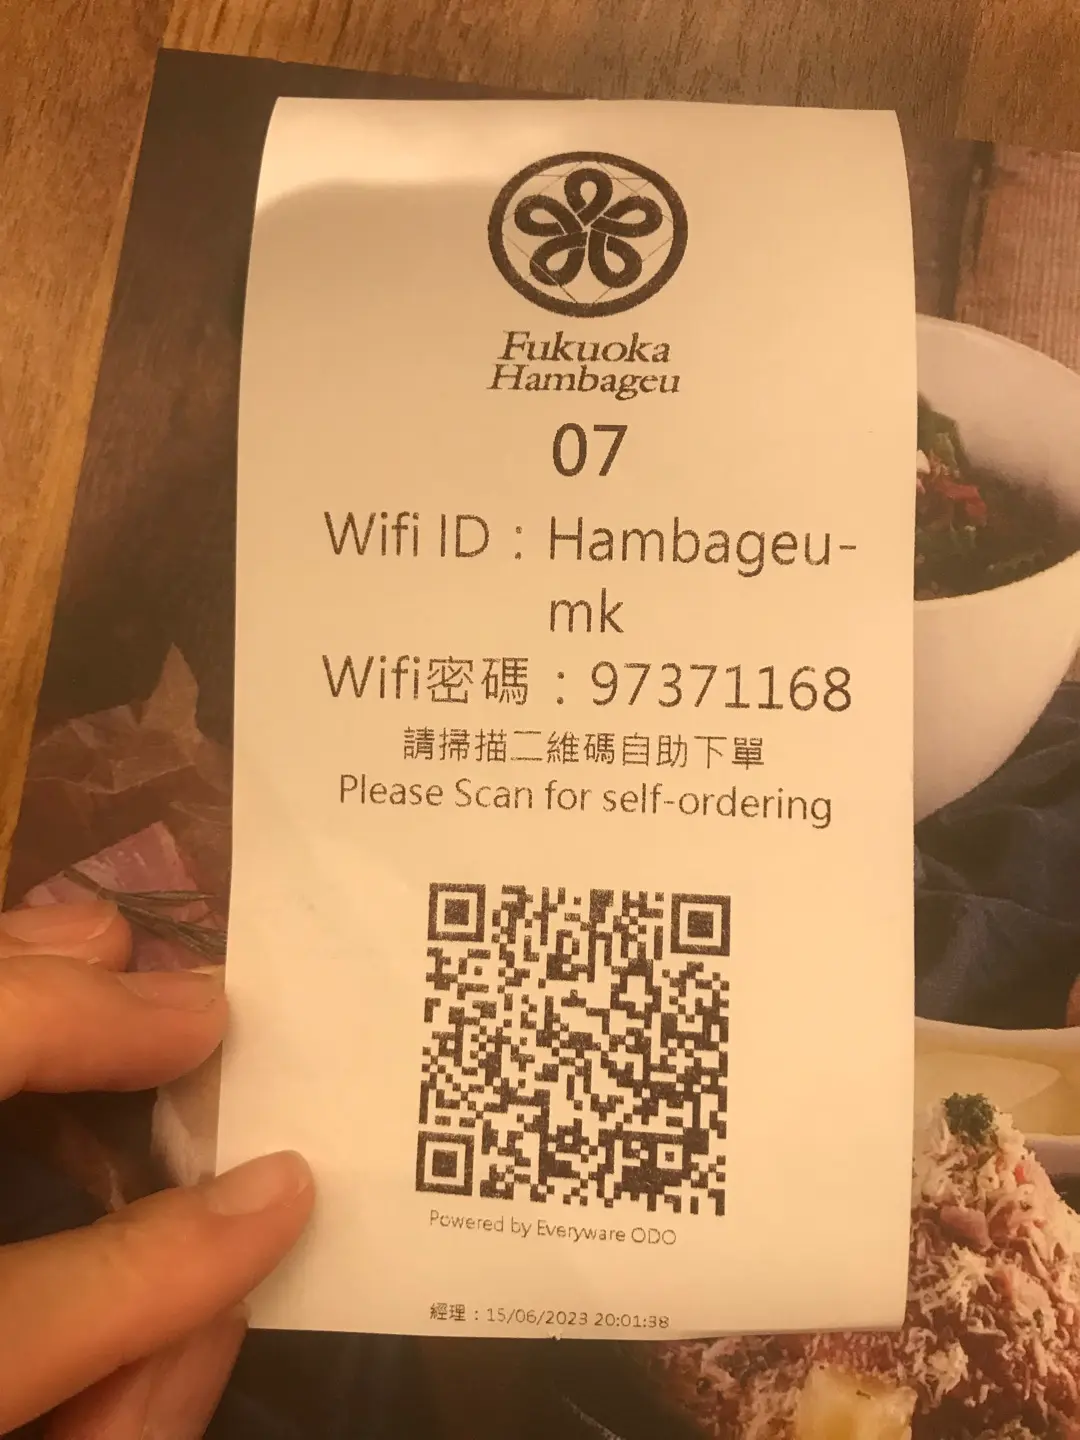 Fukuoka
Hambageu
07
Wifi ID：Hambageu-
mk
Wifi密碼：97371168
請掃描二維碼自助下單
Please Scan for self-ordering
Powered by Everyware ODO
經理：15/06/2023 20:01:38